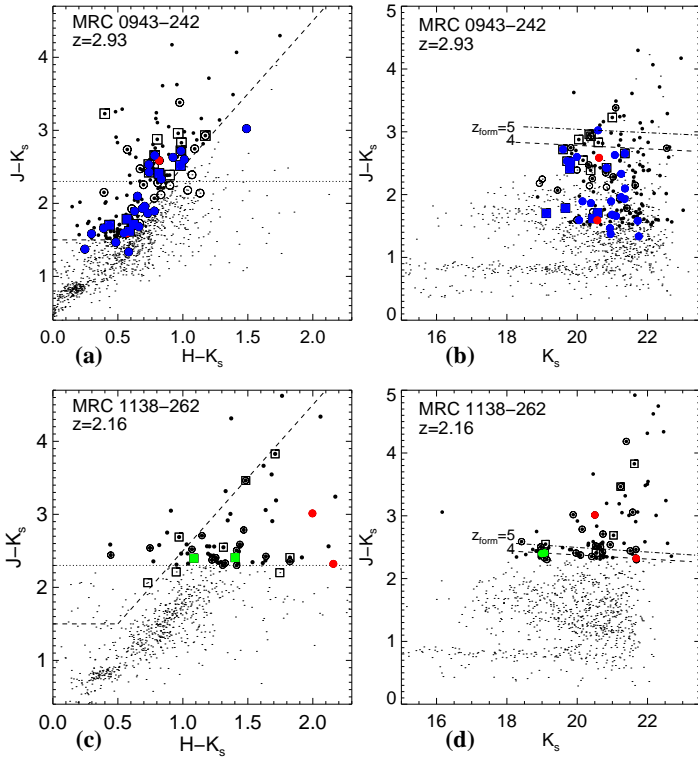 MRC 0943−242
z=2.93
J−Ks
4
3
2
1
0.0
0.5
1.0
1.5
2.0
(a)
H−Ks
MRC 0943−242
z=2.93
zform=5
4
J−Ks
5
4
3
2
1
0
16
18
20
22
(b)
Ks
MRC 1138−262
z=2.16
J−Ks
4
3
2
1
0.0
0.5
1.0
1.5
2.0
(c)
H−Ks
MRC 1138−262
z=2.16
zform=5
4
J−Ks
5
4
3
2
1
0
16
18
20
22
(d)
Ks